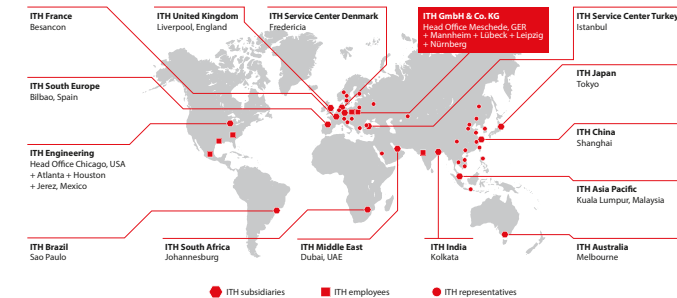 ITH France
Besancon
ITH United Kingdom
Liverpool, England
ITH Service Center Denmark
Fredericia
ITH GmbH & Co. KG
Head Office Meschede, GER
+ Mannheim + Lübeck + Leipzig
+ Nürnberg
ITH Service Center Turkey
Istanbul
ITH South Europe
Bilbao, Spain
ITH Japan
Tokyo
ITH Engineering
Head Office Chicago, USA
+ Atlanta + Houston
+ Jerez, Mexico
ITH China
Shanghai
ITH Asia Pacific
Kuala Lumpur, Malaysia
ITH Brazil
Sao Paulo
ITH South Africa
Johannesburg
ITH Middle East
Dubai, UAE
ITH India
Kolkata
ITH Australia
Melbourne
ITH subsidiaries
ITH employees
ITH representatives